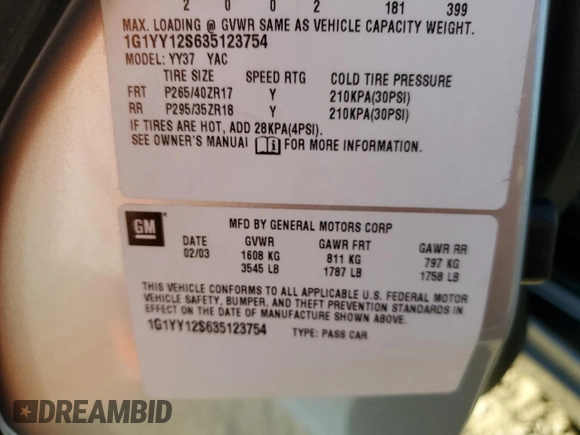 2 0 0 2 181 399
MAX. LOADING @ GVWR SAME AS VEHICLE CAPACITY WEIGHT.
1G1YY12S635123754
MODEL: YY37 YAC
TIRE SIZE SPEED RTG COLD TIRE PRESSURE
FRT P265/40ZR17 Y 210KPA(30PSI)
RR P295/35ZR18 Y 210KPA(30PSI)
IF TIRES ARE HOT, ADD 28KPA(4PSI).
SEE OWNER'S MANUAL i FOR MORE INFORMATION.
GM
MFD BY GENERAL MOTORS CORP
DATE GVWR GAWR FRT GAWR RR
02/03 1608 KG 811 KG 797 KG
3545 LB 1787 LB 1758 LB
THIS VEHICLE CONFORMS TO ALL APPLICABLE U.S. FEDERAL MOTOR
VEHICLE SAFETY, BUMPER, AND THEFT PREVENTION STANDARDS IN
EFFECT ON THE DATE OF MANUFACTURE SHOWN ABOVE.
1G1YY12S635123754 TYPE: PASS CAR
DREAMBID